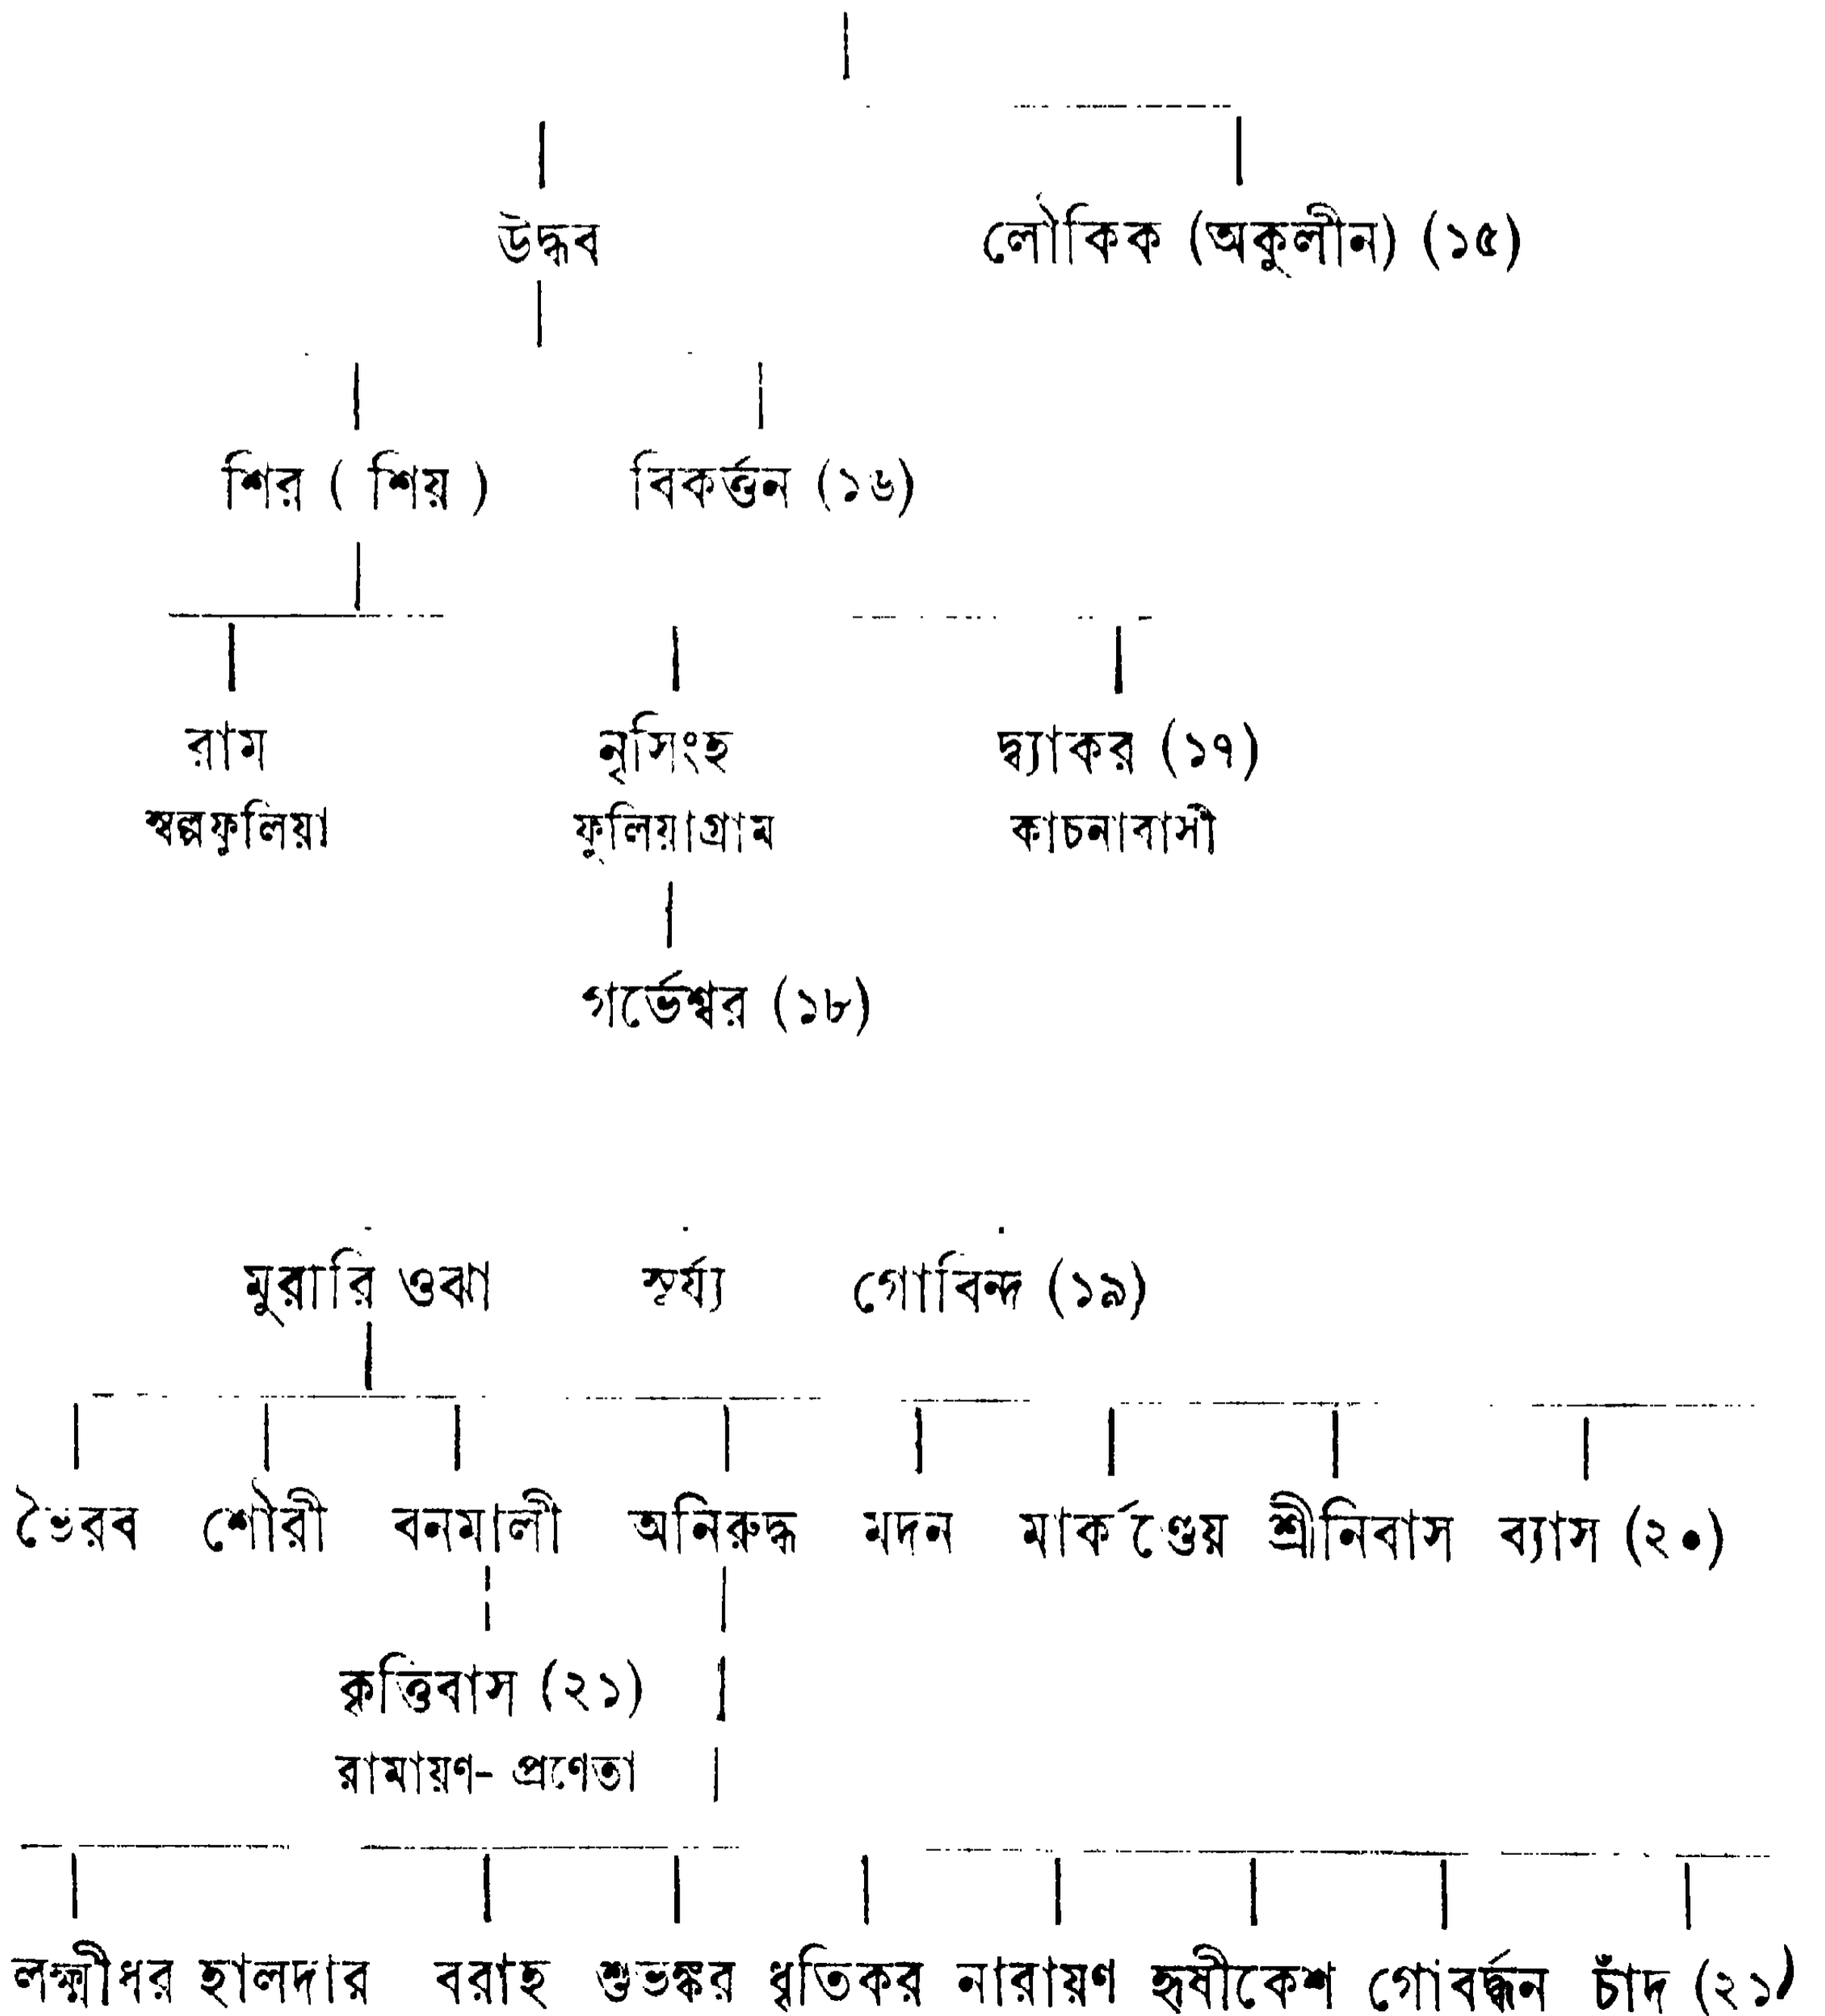 উদ্ধব লৌকিক (অকুলীন) (১৫)
শির ( শিয় ) বিকর্ত্তন (১৬)
রাম নৃসিংহ দ্ব্যাকর (১৭)
স্বল্পফুলিয়া ফুলিয়াগ্রাম কাচনাবাসী
গর্ভেশ্বর (১৮)
মুরারি ওঝা সূর্য্য গোবিন্দ (১৯)
ভৈরব শৌরী বনমালী অনিরুদ্ধ মদন মার্কণ্ডেয় শ্রীনিবাস ব্যাস (২০)
কৃত্তিবাস (২১)
রামায়ণ-প্রণেতা
লক্ষ্মীধর হালদার বরাহ শুভঙ্কর ধৃতিকর নারায়ণ হৃষীকেশ গোবর্দ্ধন চাঁদ (২১)